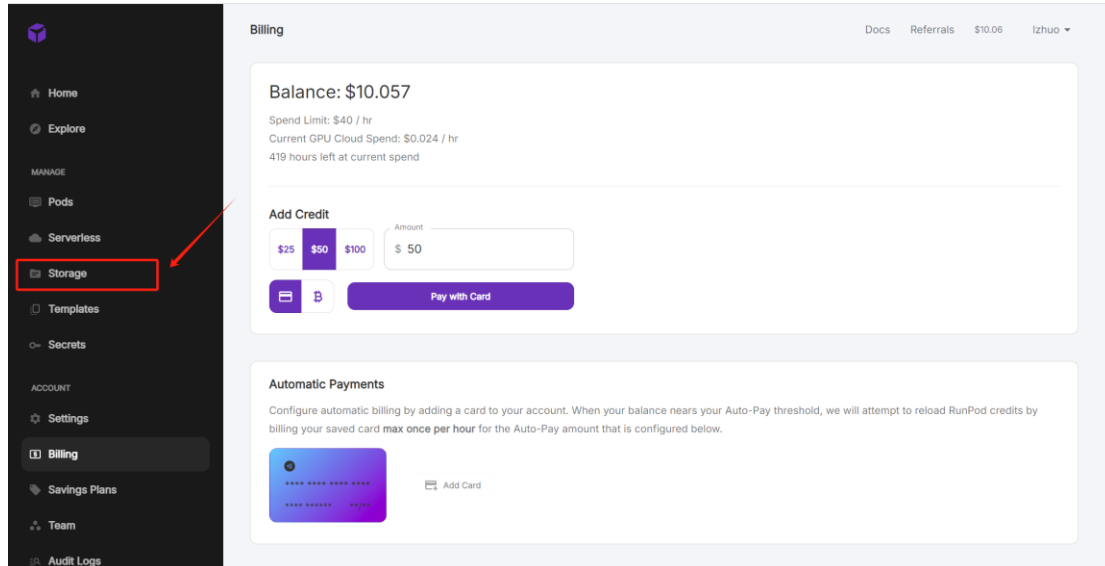 Billing
Docs Referrals $10.06 lzhuo
Home
Explore
MANAGE
Pods
Serverless
Storage
Templates
Secrets
ACCOUNT
Settings
Billing
Savings Plans
Team
Audit Logs
Balance: $10.057
Spend Limit: $40 / hr
Current GPU Cloud Spend: $0.024 / hr
419 hours left at current spend
Add Credit
$25 $50 $100
Amount
$ 50
Pay with Card
Automatic Payments
Configure automatic billing by adding a card to your account. When your balance nears your Auto-Pay threshold, we will attempt to reload RunPod credits by
billing your saved card max once per hour for the Auto-Pay amount that is configured below.
**** **** **** ****
**** ****** **/**
Add Card